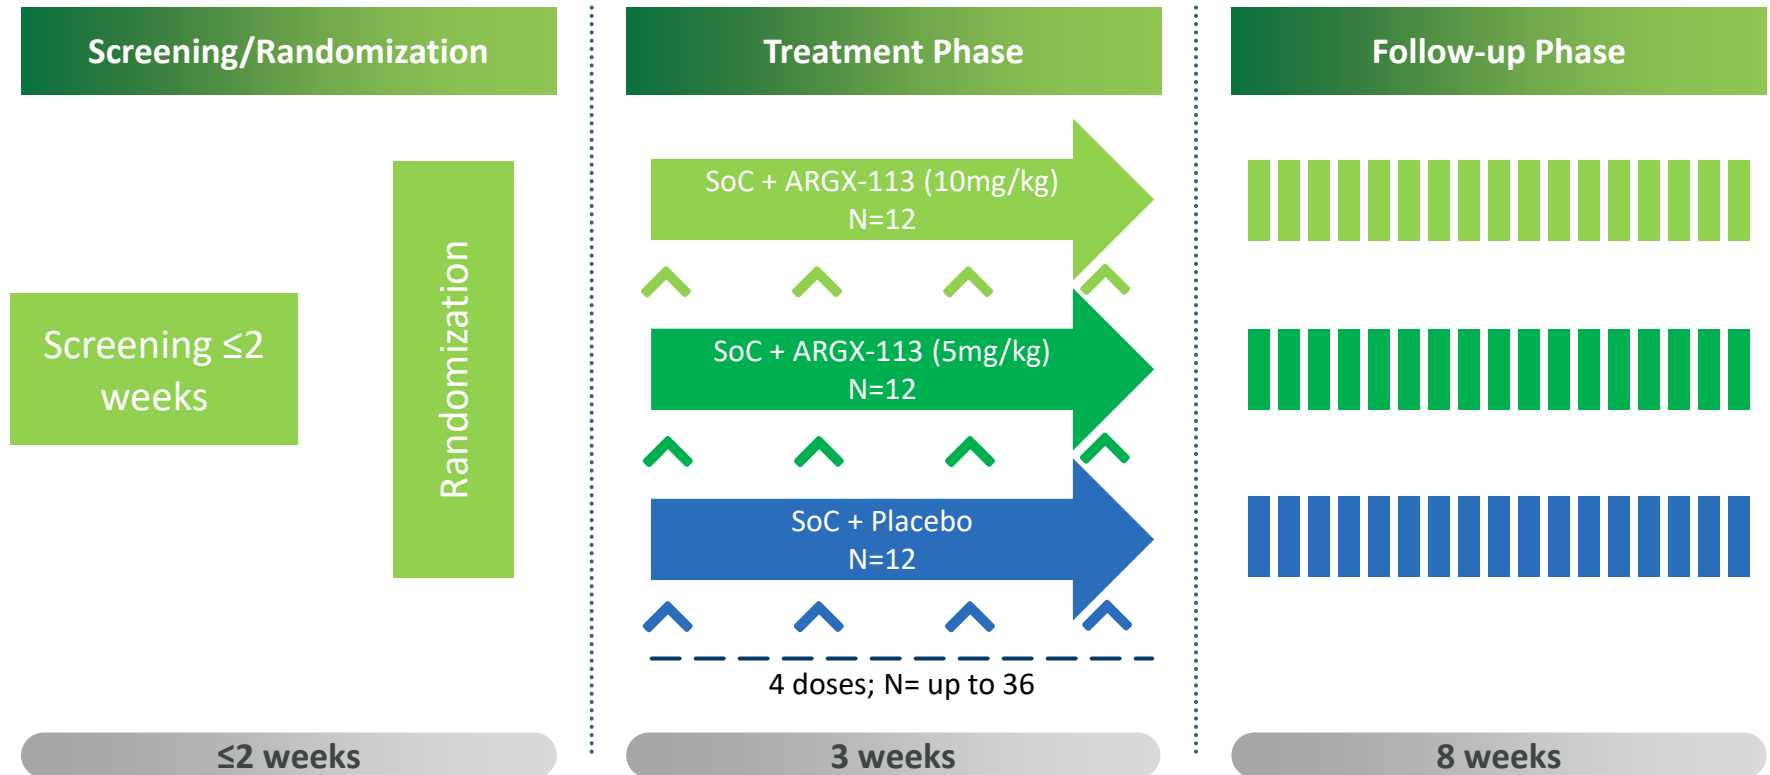 Screening/Randomization
Treatment Phase
Follow-up Phase
Screening ≤2
weeks
Randomization
SoC + ARGX-113 (10mg/kg)
N=12
SoC + ARGX-113 (5mg/kg)
N=12
SoC + Placebo
N=12
4 doses; N= up to 36
≤2 weeks
3 weeks
8 weeks